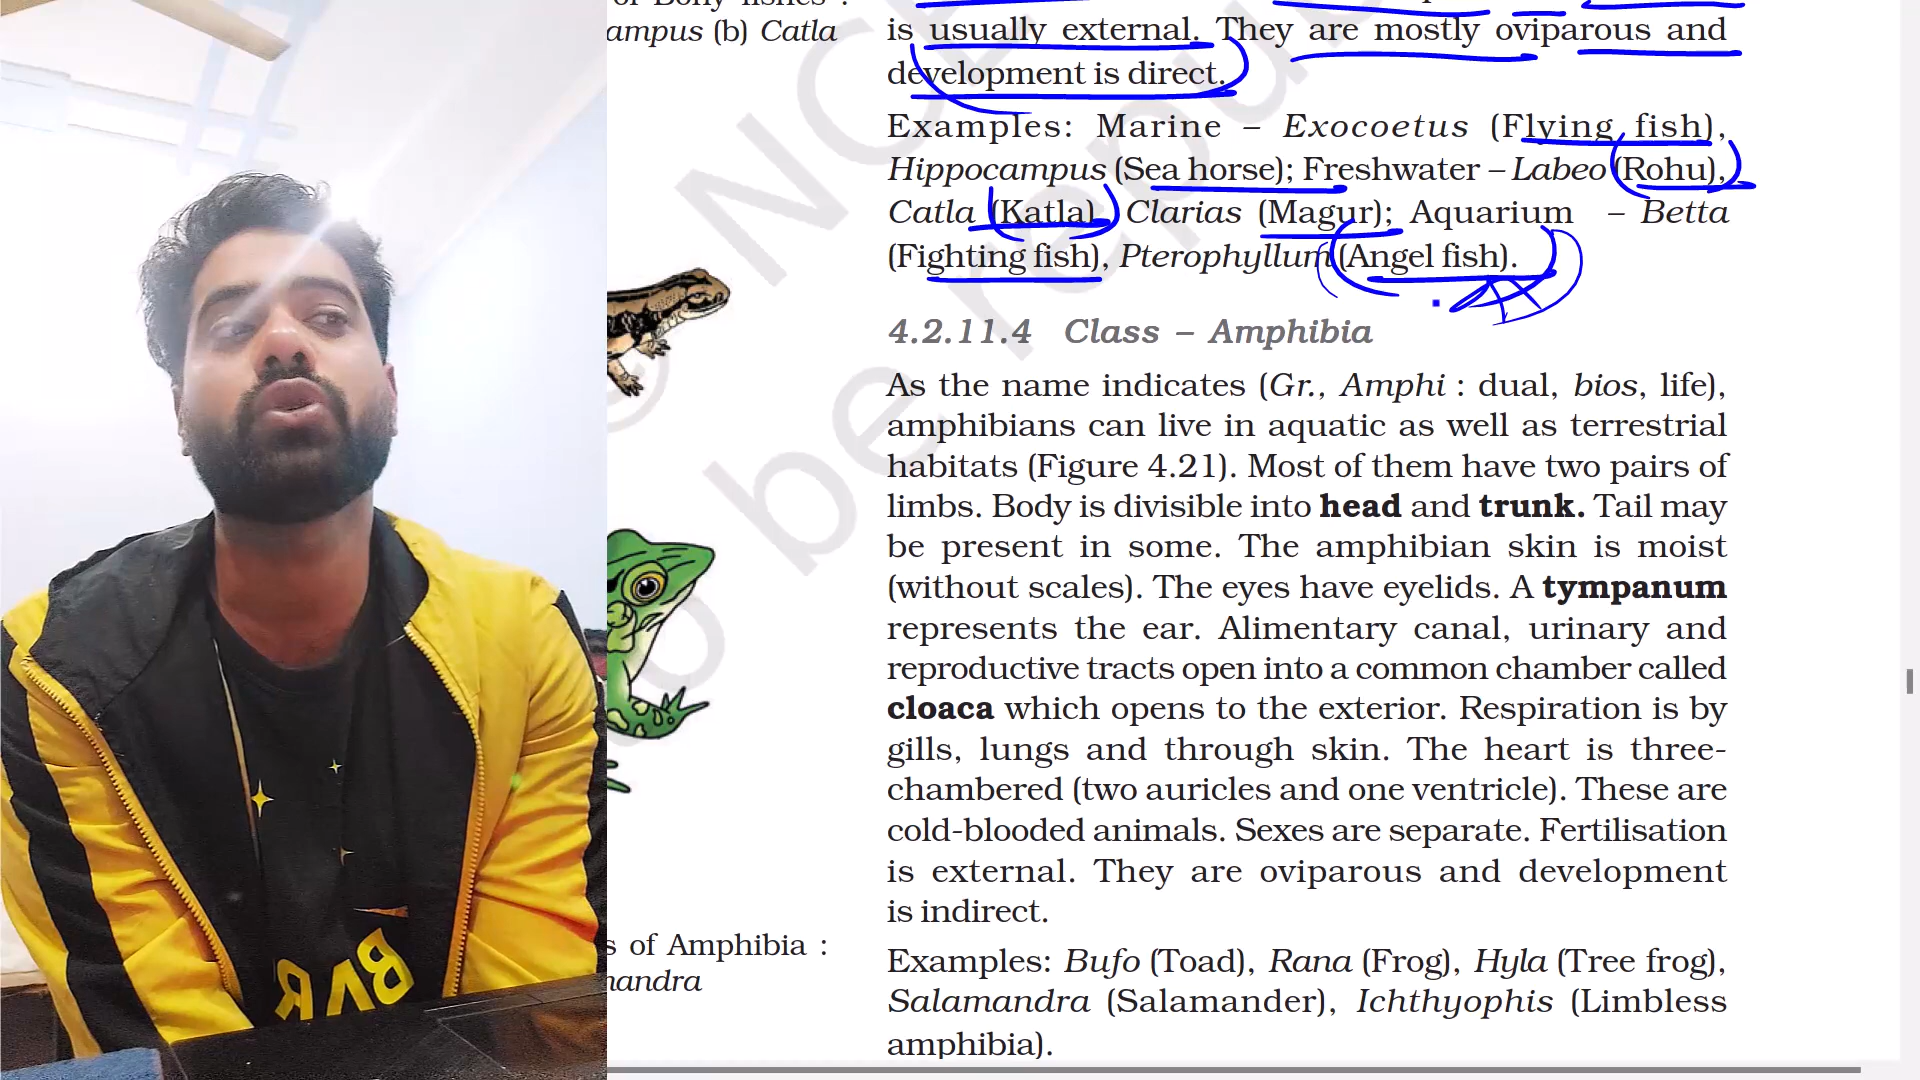 of Bony fishes :
ampus (b) Catla
is usually external. They are mostly oviparous and
development is direct.
Examples: Marine – Exocoetus (Flying fish),
Hippocampus (Sea horse); Freshwater – Labeo (Rohu),
Catla (Katla), Clarias (Magur); Aquarium – Betta
(Fighting fish), Pterophyllum (Angel fish).
4.2.11.4 Class – Amphibia
As the name indicates (Gr., Amphi : dual, bios, life),
amphibians can live in aquatic as well as terrestrial
habitats (Figure 4.21). Most of them have two pairs of
limbs. Body is divisible into head and trunk. Tail may
be present in some. The amphibian skin is moist
(without scales). The eyes have eyelids. A tympanum
represents the ear. Alimentary canal, urinary and
reproductive tracts open into a common chamber called
cloaca which opens to the exterior. Respiration is by
gills, lungs and through skin. The heart is three-
chambered (two auricles and one ventricle). These are
cold-blooded animals. Sexes are separate. Fertilisation
is external. They are oviparous and development
is indirect.
Examples: Bufo (Toad), Rana (Frog), Hyla (Tree frog),
Salamandra (Salamander), Ichthyophis (Limbless
amphibia).
s of Amphibia :
mandra